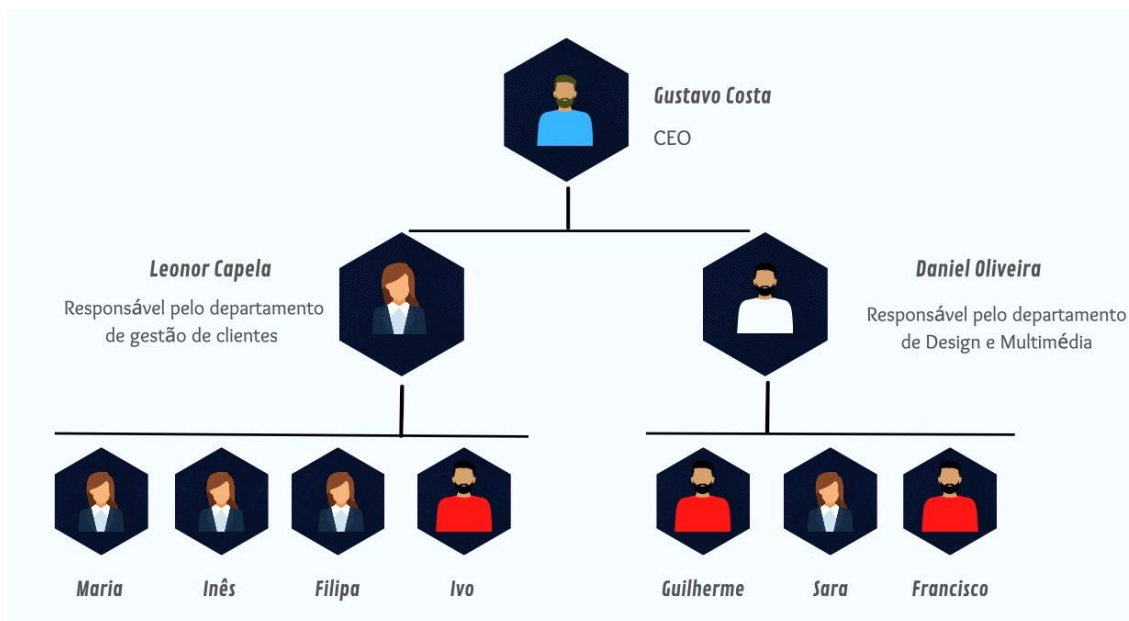 Gustavo Costa
CEO
Leonor Capela
Responsável pelo departamento
de gestão de clientes
Daniel Oliveira
Responsável pelo departamento
de Design e Multimédia
Maria
Inês
Filipa
Ivo
Guilherme
Sara
Francisco